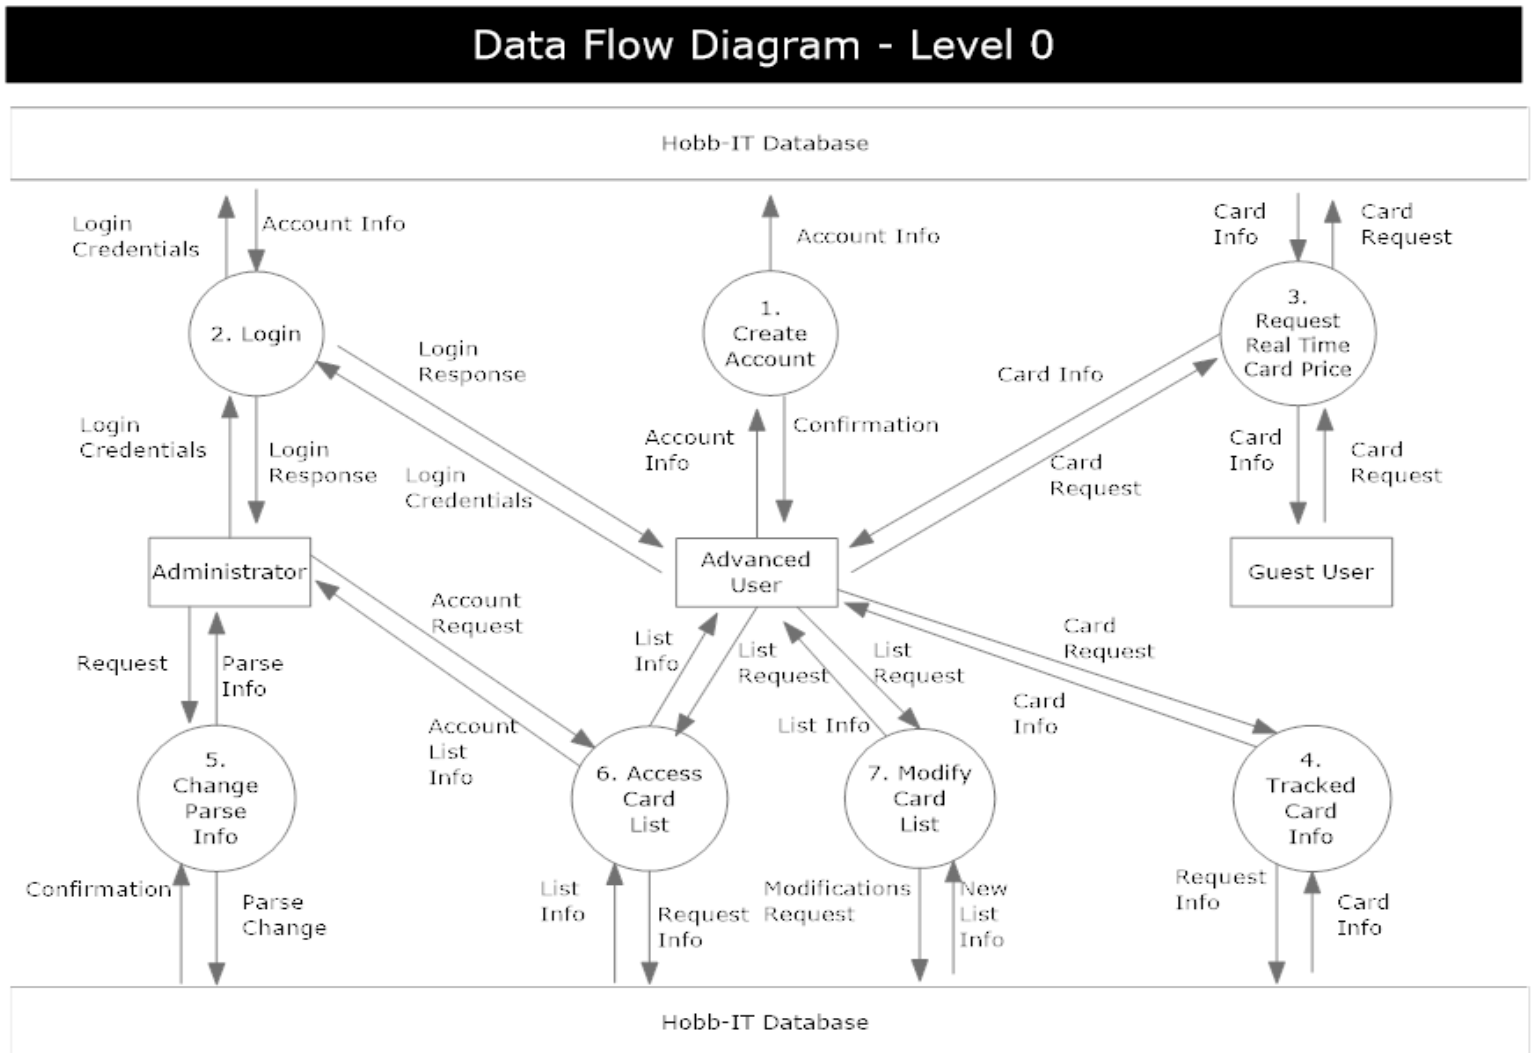 Data Flow Diagram - Level 0
Hobb-IT Database
Login
Credentials
Account Info
Account Info
Card
Info
Card
Request
2. Login
1.
Create
Account
3.
Request
Real Time
Card Price
Login
Response
Card Info
Login
Credentials
Login
Response
Login
Credentials
Account
Info
Confirmation
Card
Request
Card
Info
Card
Request
Administrator
Advanced
User
Guest User
Account
Request
List
Info
List
Request
List
Request
Card
Request
Request
Parse
Info
Account
List
Info
List Info
Card
Info
5.
Change
Parse
Info
6. Access
Card
List
7. Modify
Card
List
4.
Tracked
Card
Info
Confirmation
Parse
Change
List
Info
Request
Info
Modifications
Request
New
List
Info
Request
Info
Card
Info
Hobb-IT Database